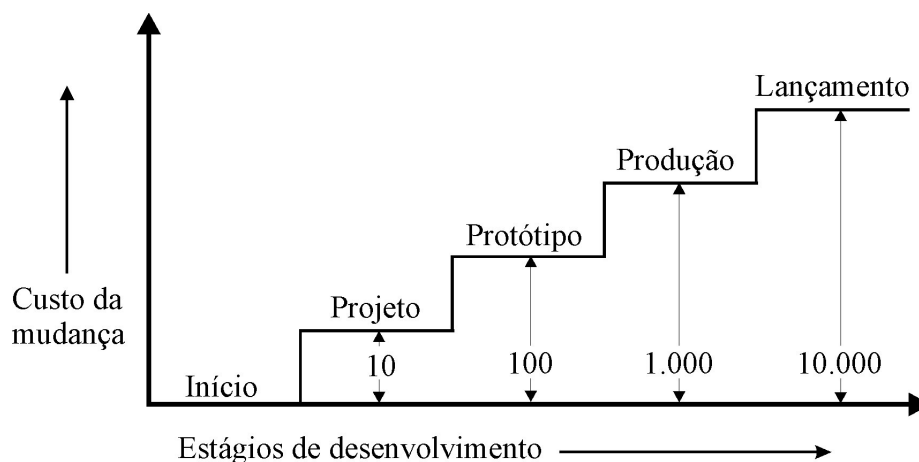 Lançamento
Produção
Protótipo
Projeto
Início
Custo da
mudança
10
100
1.000
10.000
Estágios de desenvolvimento